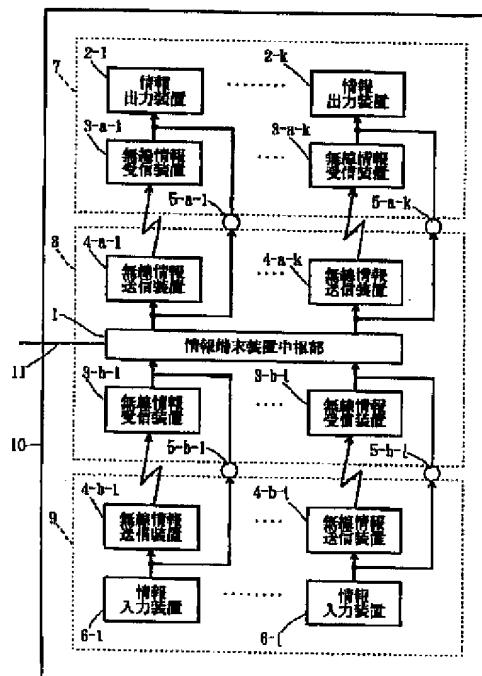 7
2-1
情報
出力装置
2-k
情報
出力装置
3-a-1
無線情報
受信装置
3-a-k
無線情報
受信装置
5-a-1
5-a-k
8
4-a-1
無線情報
送信装置
4-a-k
無線情報
送信装置
1
情報端末装置中枢部
11
3-b-1
無線情報
受信装置
3-b-l
無線情報
受信装置
10
5-b-1
5-b-l
9
4-b-1
無線情報
送信装置
4-b-l
無線情報
送信装置
情報
入力装置
6-1
情報
入力装置
6-l